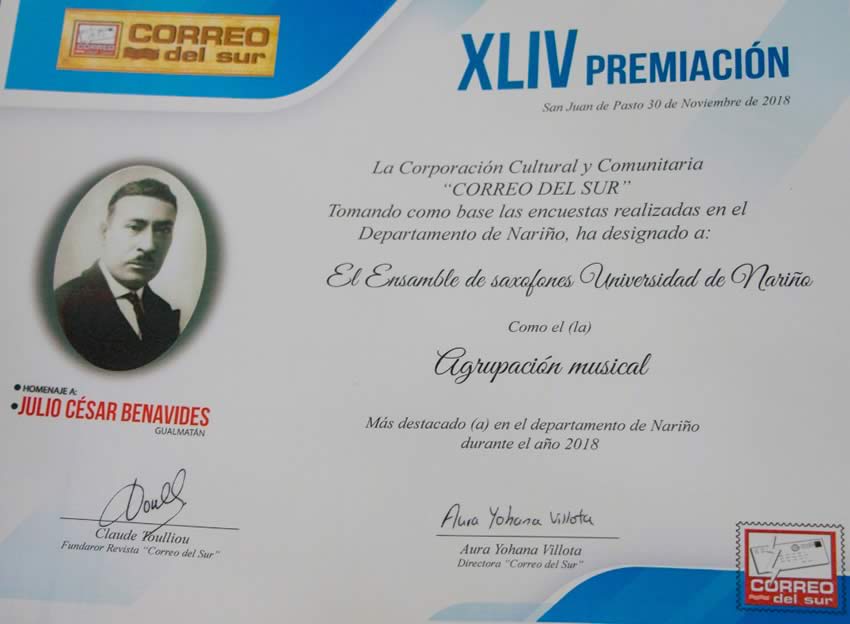 CORREO
del sur
XLIV PREMIACIÓN
San Juan de Pasto 30 de Noviembre de 2018
La Corporación Cultural y Comunitaria
"CORREO DEL SUR"
Tomando como base las encuestas realizadas en el
Departamento de Nariño, ha designado a:
El Ensamble de saxofones Universidad de Nariño
Como el (la)
Agrupación musical
Más destacado (a) en el departamento de Nariño
durante el año 2018
HOMENAJE A:
JULIO CÉSAR BENAVIDES
GUALMATÁN
Claude Toulliou
Fundaror Revista "Correo del Sur"
Aura Yohana Villota
Aura Yohana Villota
Directora "Correo del Sur"
CORREO
del sur